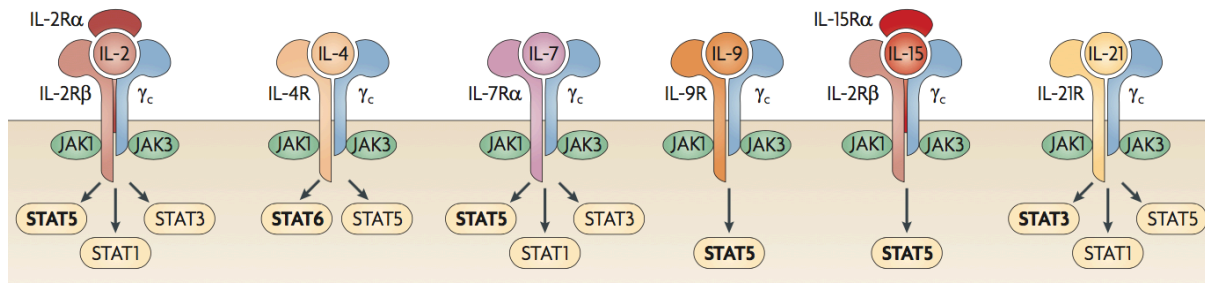 IL-2Rα
IL-2
IL-2Rβ
γc
JAK1
JAK3
STAT5
STAT3
STAT1
IL-4
IL-4R
γc
JAK1
JAK3
STAT6
STAT5
IL-7
IL-7Rα
γc
JAK1
JAK3
STAT5
STAT3
STAT1
IL-9
IL-9R
γc
JAK1
JAK3
STAT5
IL-15Rα
IL-15
IL-2Rβ
γc
JAK1
JAK3
STAT5
IL-21
IL-21R
γc
JAK1
JAK3
STAT3
STAT5
STAT1